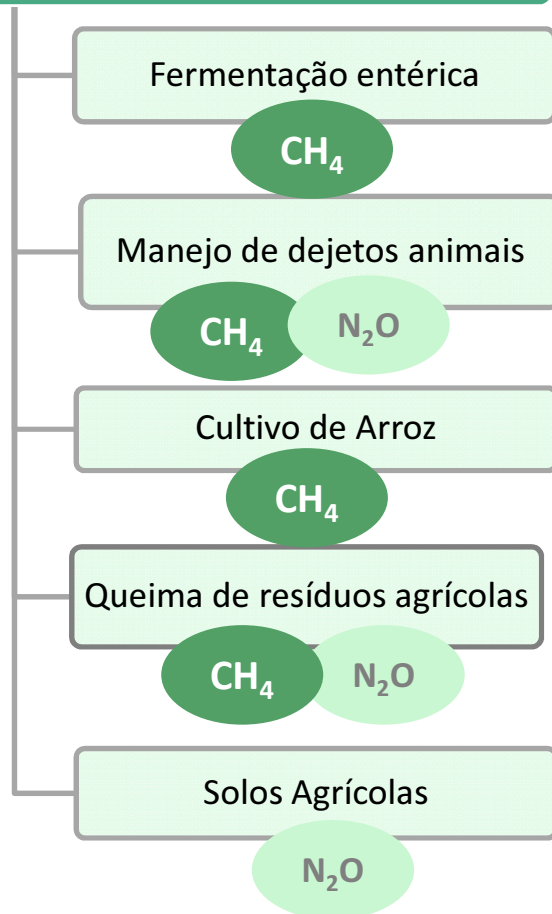 Fermentação entérica
CH₄
Manejo de dejetos animais
CH₄ N₂O
Cultivo de Arroz
CH₄
Queima de resíduos agrícolas
CH₄ N₂O
Solos Agrícolas
N₂O